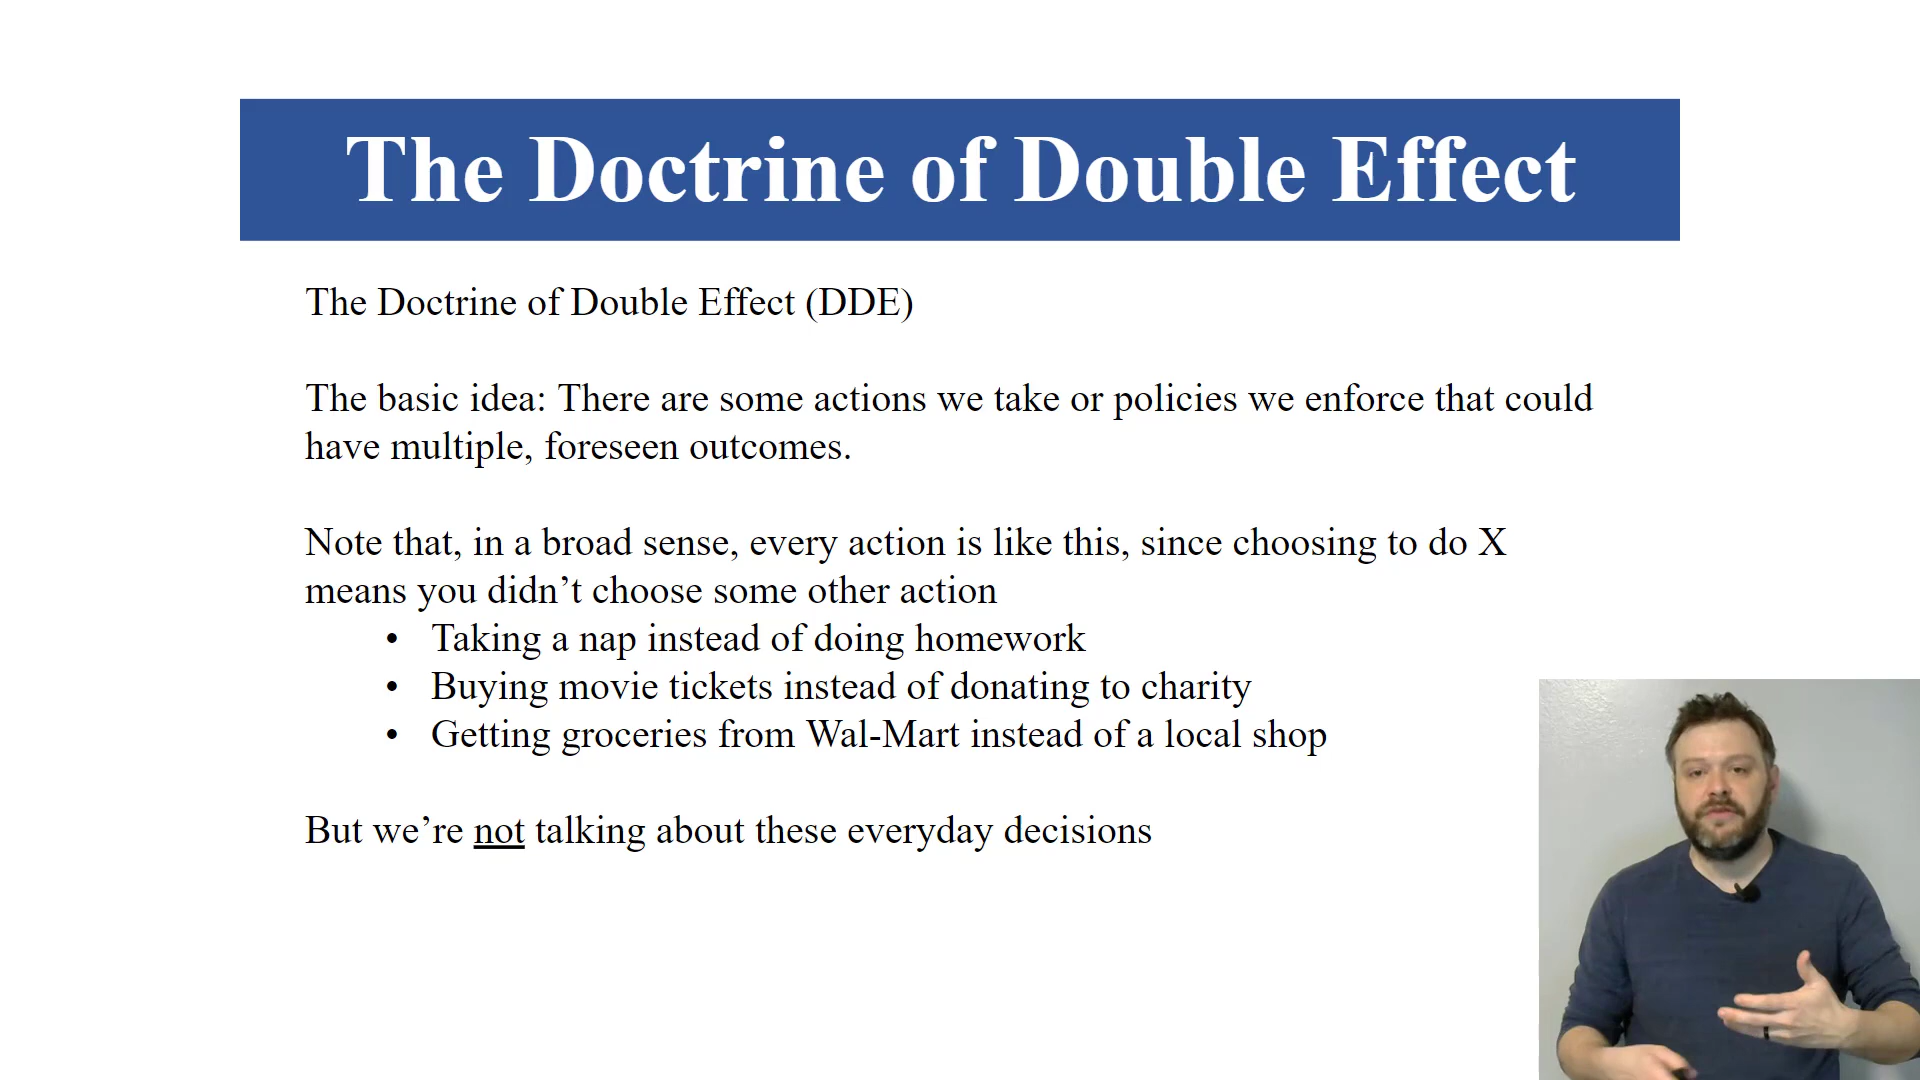 The Doctrine of Double Effect
The Doctrine of Double Effect (DDE)
The basic idea: There are some actions we take or policies we enforce that could
have multiple, foreseen outcomes.
Note that, in a broad sense, every action is like this, since choosing to do X
means you didn’t choose some other action
• Taking a nap instead of doing homework
• Buying movie tickets instead of donating to charity
• Getting groceries from Wal-Mart instead of a local shop
But we’re not talking about these everyday decisions